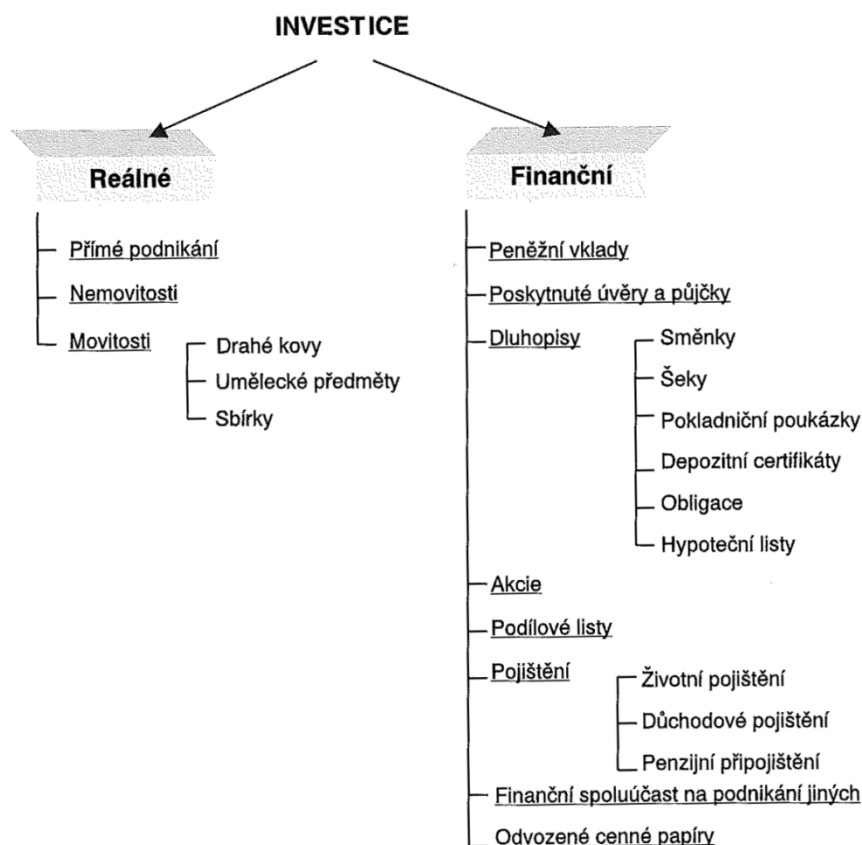 INVESTICE
Reálné
Přímé podnikání
Nemovitosti
Movitosti
Drahé kovy
Umělecké předměty
Sbírky
Finanční
Peněžní vklady
Poskytnuté úvěry a půjčky
Dluhopisy
Směnky
Šeky
Pokladniční poukázky
Depozitní certifikáty
Obligace
Hypoteční listy
Akcie
Podílové listy
Pojištění
Životní pojištění
Důchodové pojištění
Penzijní připojištění
Finanční spoluúčast na podnikání jiných
Odvozené cenné papíry